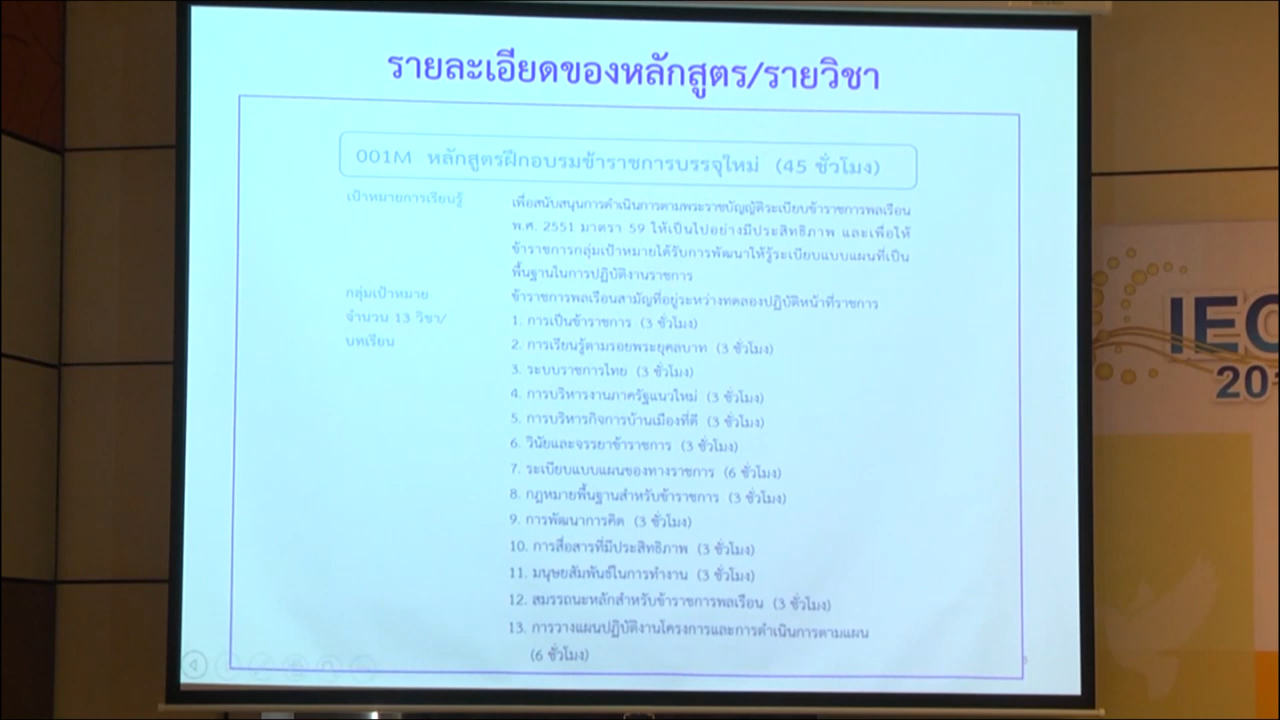 รายละเอียดของหลักสูตร/รายวิชา
001M หลักสูตรฝึกอบรมข้าราชการบรรจุใหม่ (45 ชั่วโมง)
เป้าหมายการเรียนรู้
เพื่อสนับสนุนการดำเนินการตามพระราชบัญญัติระเบียบข้าราชการพลเรือน
พ.ศ. 2551 มาตรา 59 ให้เป็นไปอย่างมีประสิทธิภาพ และเพื่อให้
ข้าราชการกลุ่มเป้าหมายได้รับการพัฒนาให้รู้ระเบียบแบบแผนที่เป็น
พื้นฐานในการปฏิบัติงานราชการ
กลุ่มเป้าหมาย
ข้าราชการพลเรือนสามัญที่อยู่ระหว่างทดลองปฏิบัติหน้าที่ราชการ
จำนวน 13 วิชา/
บทเรียน
1. การเป็นข้าราชการ (3 ชั่วโมง)
2. การเรียนรู้ตามรอยพระยุคลบาท (3 ชั่วโมง)
3. ระบบราชการไทย (3 ชั่วโมง)
4. การบริหารงานภาครัฐแนวใหม่ (3 ชั่วโมง)
5. การบริหารกิจการบ้านเมืองที่ดี (3 ชั่วโมง)
6. วินัยและจรรยาข้าราชการ (3 ชั่วโมง)
7. ระเบียบแบบแผนของทางราชการ (6 ชั่วโมง)
8. กฎหมายพื้นฐานสำหรับข้าราชการ (3 ชั่วโมง)
9. การพัฒนาการคิด (3 ชั่วโมง)
10. การสื่อสารที่มีประสิทธิภาพ (3 ชั่วโมง)
11. มนุษยสัมพันธ์ในการทำงาน (3 ชั่วโมง)
12. สมรรถนะหลักสำหรับข้าราชการพลเรือน (3 ชั่วโมง)
13. การวางแผนปฏิบัติงานโครงการและการดำเนินการตามแผน
(6 ชั่วโมง)
IEC
201